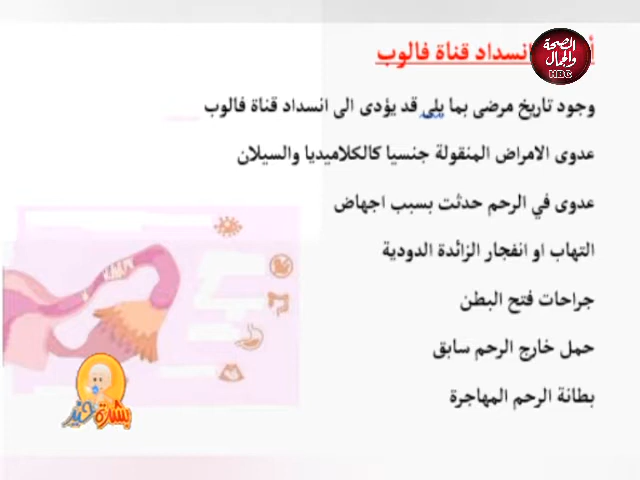 انسداد قناة فالوب
الصحة
والجمال
HBC
وجود تاريخ مرضى بما يلى قد يؤدى الى انسداد قناة فالوب
عدوى الامراض المنقولة جنسيا كالكلاميديا والسيلان
عدوى في الرحم حدثت بسبب اجهاض
التهاب او انفجار الزائدة الدودية
جراحات فتح البطن
حمل خارج الرحم سابق
بطانة الرحم المهاجرة
بشرة خير